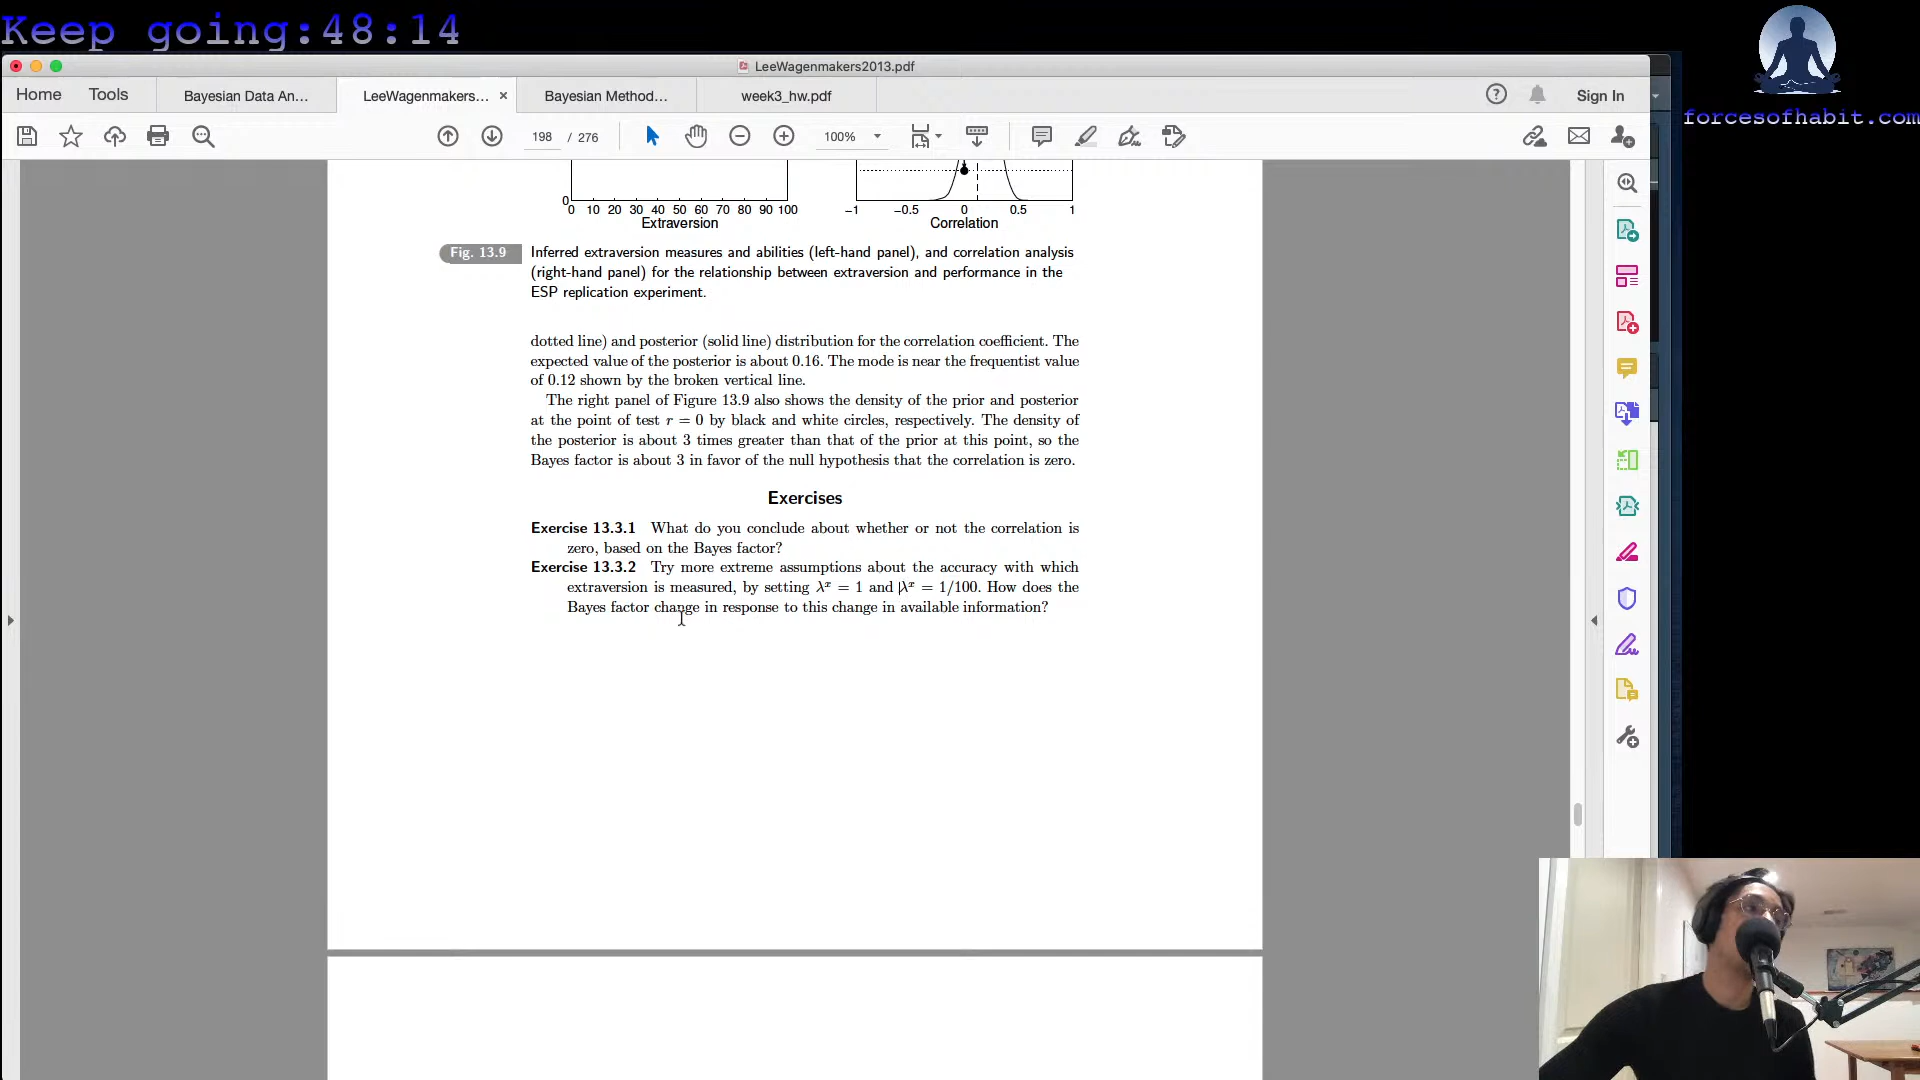 Keep going:48:14
forcesofhabit.com
LeeWagenmakers2013.pdf
Home
Tools
Bayesian Data An...
LeeWagenmakers...
×
Bayesian Method...
week3_hw.pdf
Sign In
198 / 276
100%
0
0 10 20 30 40 50 60 70 80 90 100
Extraversion
−1 −0.5 0 0.5 1
Correlation
Fig. 13.9
Inferred extraversion measures and abilities (left-hand panel), and correlation analysis
(right-hand panel) for the relationship between extraversion and performance in the
ESP replication experiment.
dotted line) and posterior (solid line) distribution for the correlation coefficient. The
expected value of the posterior is about 0.16. The mode is near the frequentist value
of 0.12 shown by the broken vertical line.
The right panel of Figure 13.9 also shows the density of the prior and posterior
at the point of test r = 0 by black and white circles, respectively. The density of
the posterior is about 3 times greater than that of the prior at this point, so the
Bayes factor is about 3 in favor of the null hypothesis that the correlation is zero.
Exercises
Exercise 13.3.1 What do you conclude about whether or not the correlation is
zero, based on the Bayes factor?
Exercise 13.3.2 Try more extreme assumptions about the accuracy with which
extraversion is measured, by setting λˣ = 1 and λˣ = 1/100. How does the
Bayes factor change in response to this change in available information?